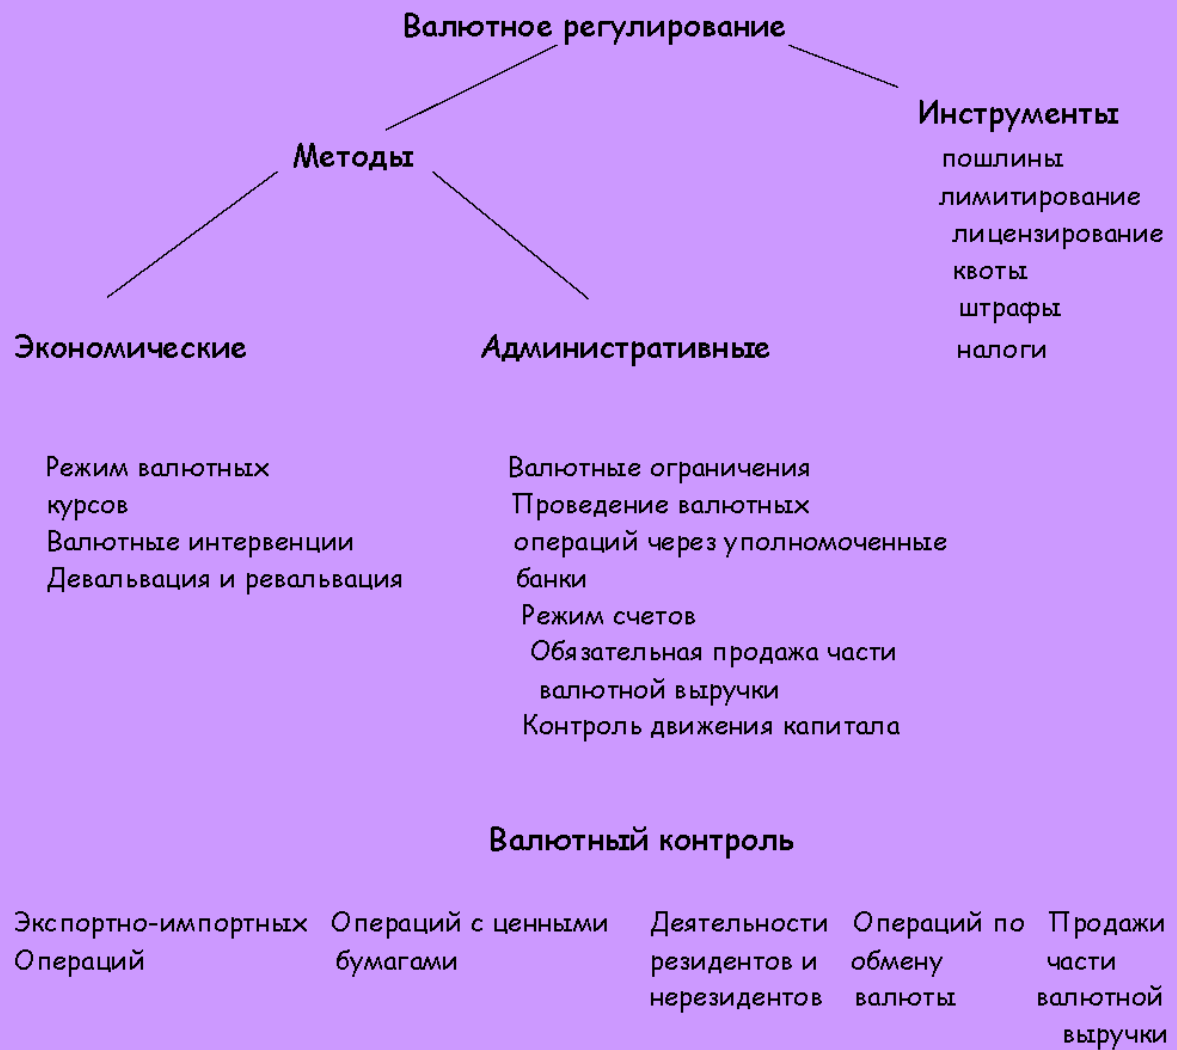 Валютное регулирование
Методы
Инструменты
пошлины
лимитирование
лицензирование
квоты
штрафы
налоги
Экономические
Административные
Режим валютных
курсов
Валютные интервенции
Девальвация и ревальвация
Валютные ограничения
Проведение валютных
операций через уполномоченные
банки
Режим счетов
Обязательная продажа части
валютной выручки
Контроль движения капитала
Валютный контроль
Экспортно-импортных
Операций
Операций с ценными
бумагами
Деятельности
резидентов и
нерезидентов
Операций по
обмену
валюты
Продажи
части
валютной
выручки